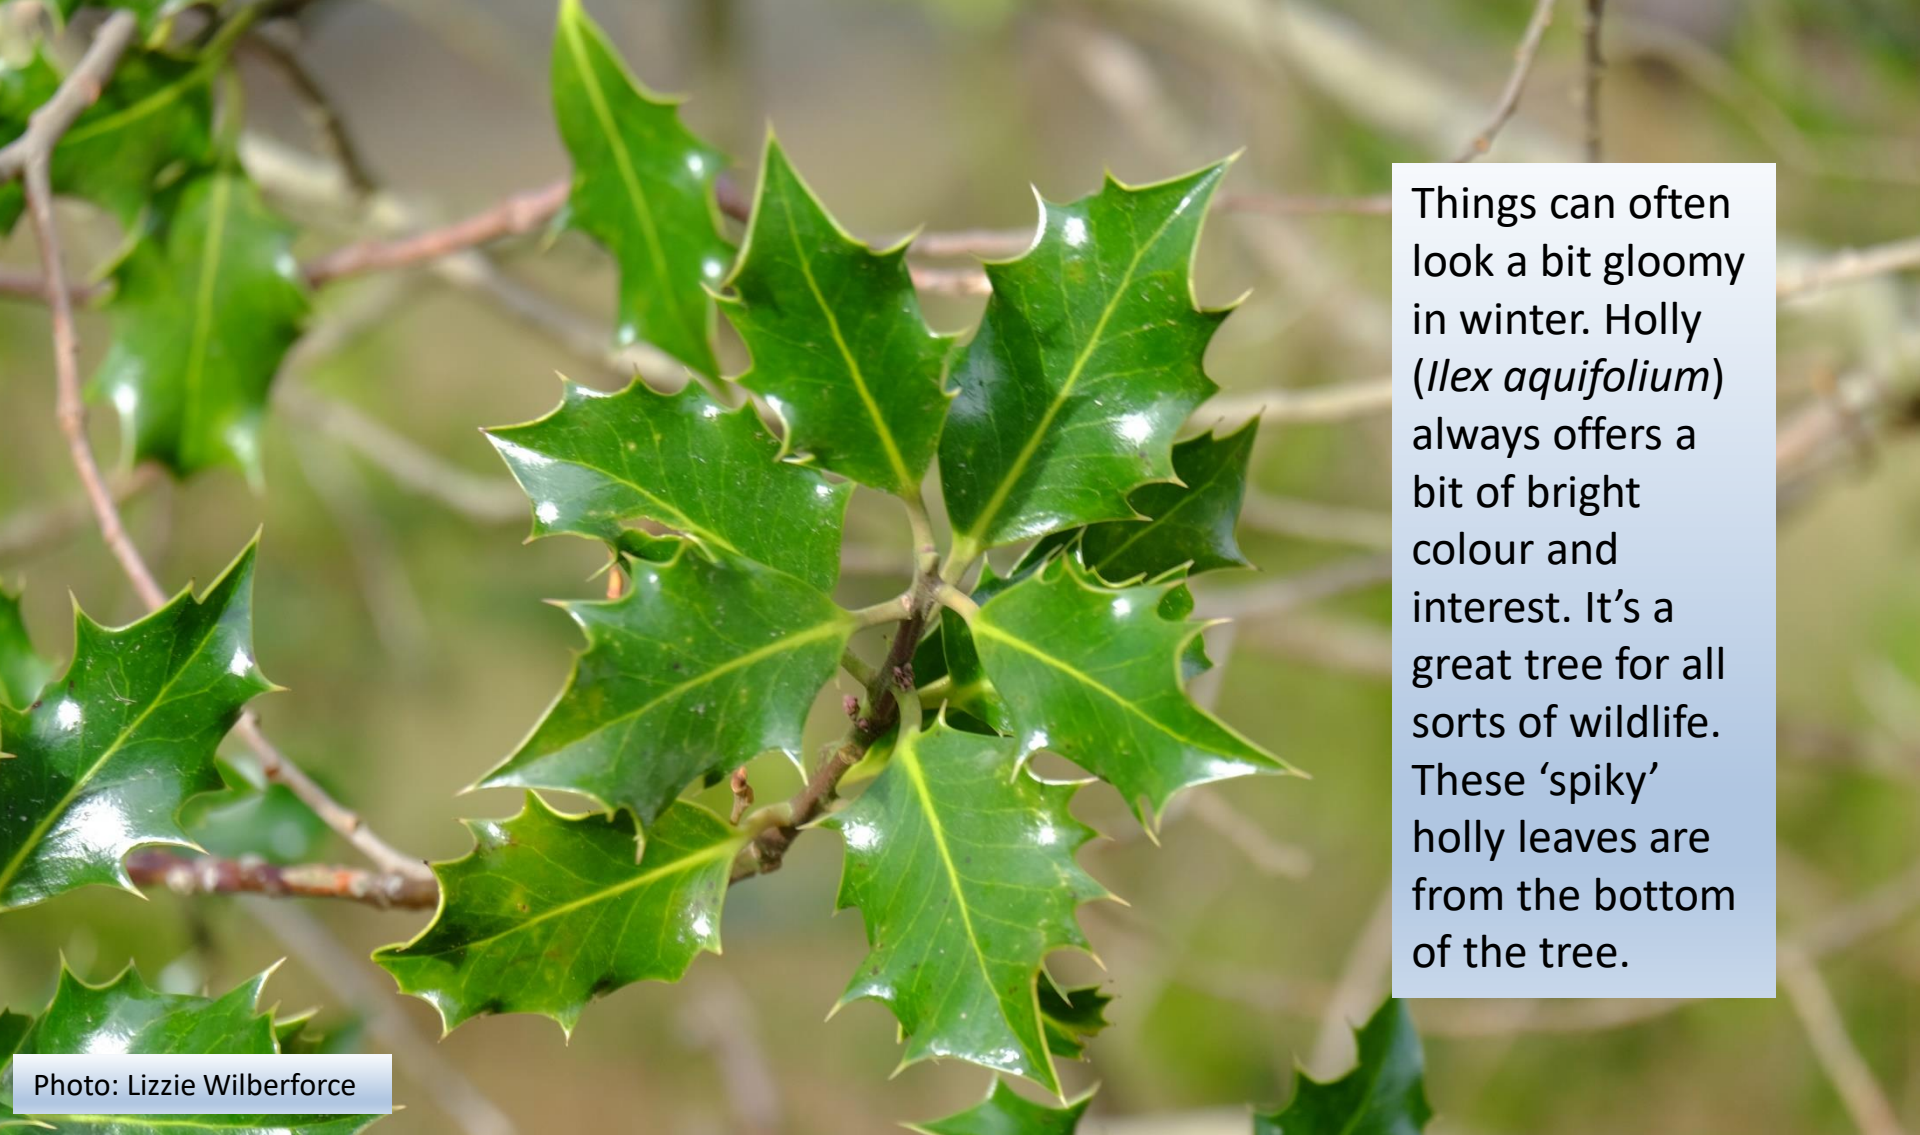 Things can often
look a bit gloomy
in winter. Holly
(Ilex aquifolium)
always offers a
bit of bright
colour and
interest. It’s a
great tree for all
sorts of wildlife.
These ‘spiky’
holly leaves are
from the bottom
of the tree.
Photo: Lizzie Wilberforce